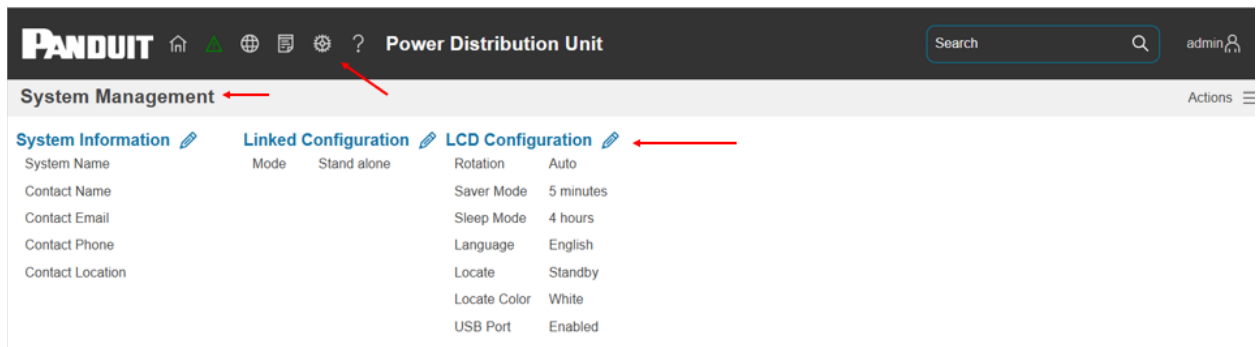 PANDUIT ? Power Distribution Unit Search admin
System Management Actions
System Information Linked Configuration LCD Configuration
System Name Mode Stand alone Rotation Auto
Contact Name Saver Mode 5 minutes
Contact Email Sleep Mode 4 hours
Contact Phone Language English
Contact Location Locate Standby
Locate Color White
USB Port Enabled